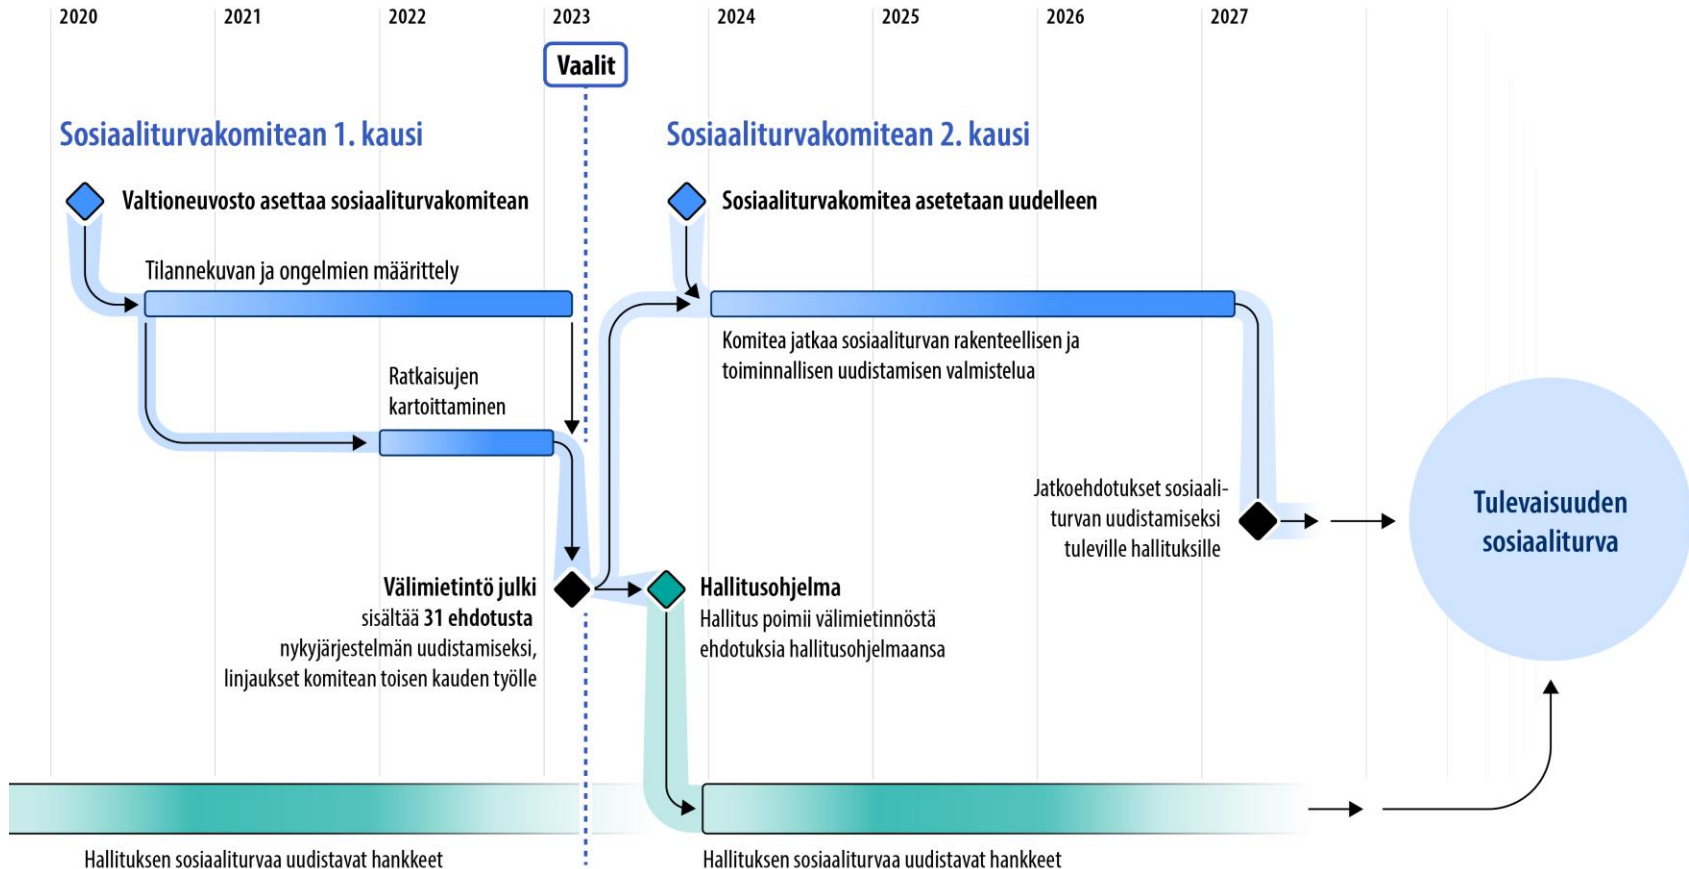 2020
2021
2022
2023
2024
2025
2026
2027
Vaalit
Sosiaaliturvakomitean 1. kausi
Sosiaaliturvakomitean 2. kausi
Valtioneuvosto asettaa sosiaaliturvakomitean
Sosiaaliturvakomitea asetetaan uudelleen
Tilannekuvan ja ongelmien määrittely
Komitea jatkaa sosiaaliturvan rakenteellisen ja
toiminnallisen uudistamisen valmistelua
Ratkaisujen
kartoittaminen
Jatkoehdotukset sosiaali-
turvan uudistamiseksi
tuleville hallituksille
Tulevaisuuden
sosiaaliturva
Välimietintö julki
sisältää 31 ehdotusta
nykyjärjestelmän uudistamiseksi,
linjaukset komitean toisen kauden työlle
Hallitusohjelma
Hallitus poimii välimietinnöstä
ehdotuksia hallitusohjelmaansa
Hallituksen sosiaaliturvaa uudistavat hankkeet
Hallituksen sosiaaliturvaa uudistavat hankkeet